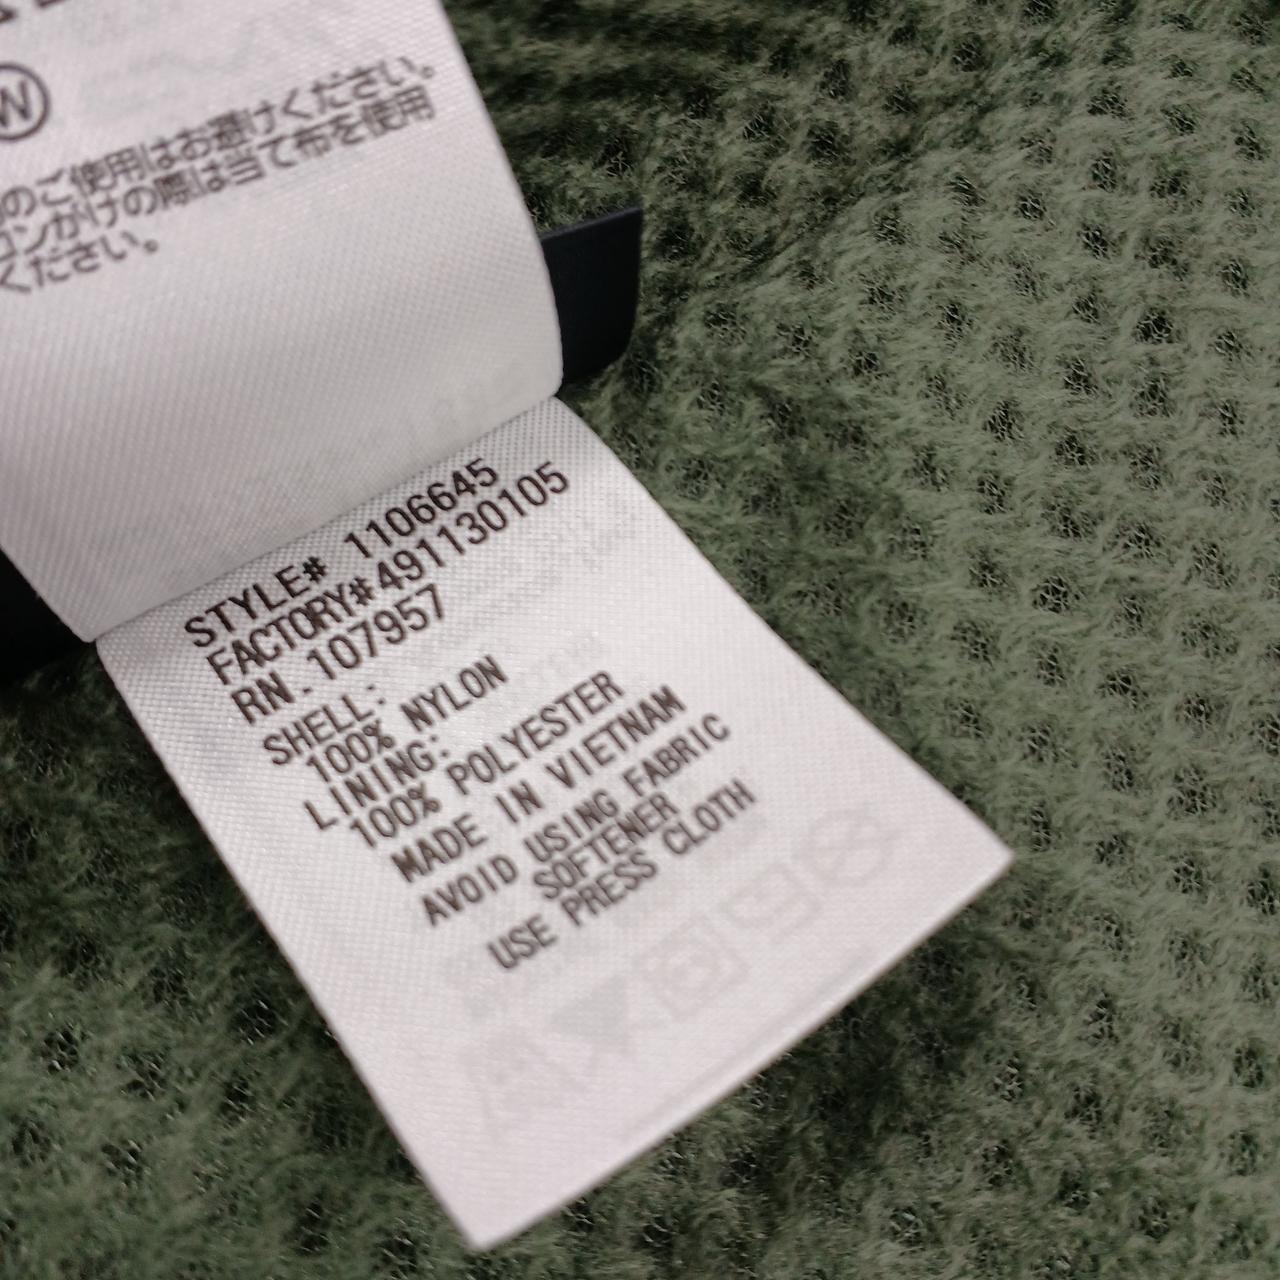 W
のご使用はお避けください。
ロンがけの際は当て布を使用
ください。
STYLE# 1106645
FACTORY#491130105
RN.107957
SHELL:
100% NYLON
LINING:
100% POLYESTER
MADE IN VIETNAM
AVOID USING FABRIC
SOFTENER
USE PRESS CLOTH